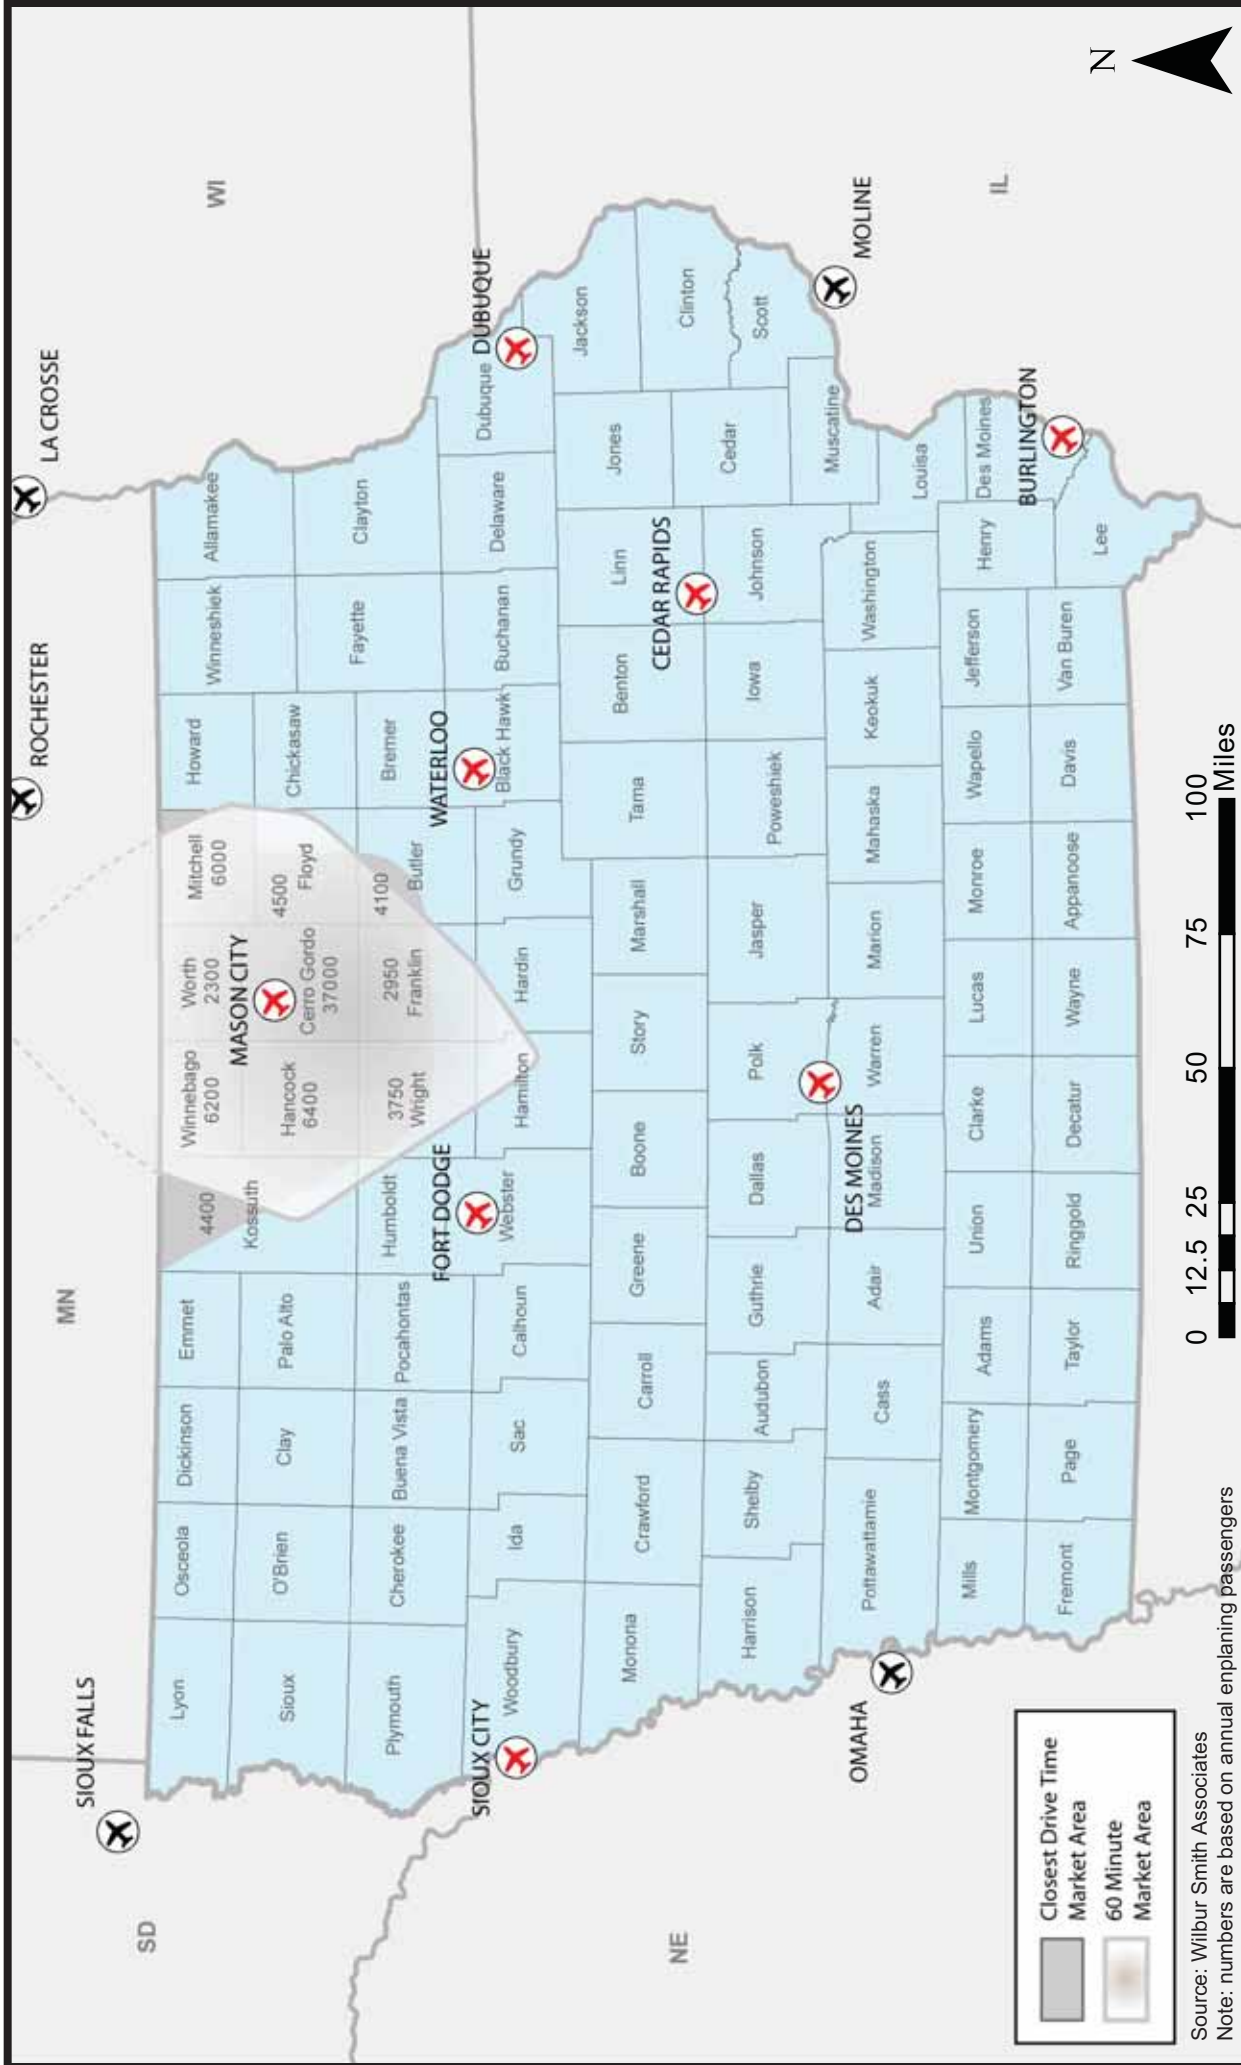 SIOUX FALLS
ROCHESTER
LA CROSSE
SD
MN
WI
N
Lyon
Osceola
Dickinson
Emmet
4400
Kossuth
Winnebago
6200
Worth
2300
Mitchell
6000
Howard
Winneshiek
Allamakee
MASON CITY
Sioux
O'Brien
Clay
Palo Alto
Hancock
6400
Cerro Gordo
37000
4500
Floyd
Chickasaw
Plymouth
Cherokee
Buena Vista
Pocahontas
Humboldt
3750
Wright
2950
Franklin
4100
Butler
Bremer
Fayette
Clayton
SIOUX CITY
FORT DODGE
WATERLOO
DUBUQUE
Woodbury
Ida
Sac
Calhoun
Webster
Hamilton
Hardin
Grundy
Black Hawk
Buchanan
Delaware
Dubuque
NE
Monona
Crawford
Carroll
Greene
Boone
Story
Marshall
Tama
Benton
Linn
Jones
Jackson
CEDAR RAPIDS
Clinton
Harrison
Shelby
Audubon
Guthrie
Dallas
Polk
Jasper
Poweshiek
Iowa
Johnson
Cedar
Scott
OMAHA
DES MOINES
MOLINE
Pottawattamie
Cass
Adair
Madison
Warren
Marion
Mahaska
Keokuk
Washington
Muscatine
Louisa
IL
Mills
Montgomery
Adams
Union
Clarke
Lucas
Monroe
Wapello
Jefferson
Henry
Des Moines
BURLINGTON
Fremont
Page
Taylor
Ringgold
Decatur
Wayne
Appanoose
Davis
Van Buren
Lee
Closest Drive Time
Market Area
60 Minute
Market Area
0 12.5 25 50 75 100
Miles
Source: Wilbur Smith Associates
Note: numbers are based on annual enplaning passengers